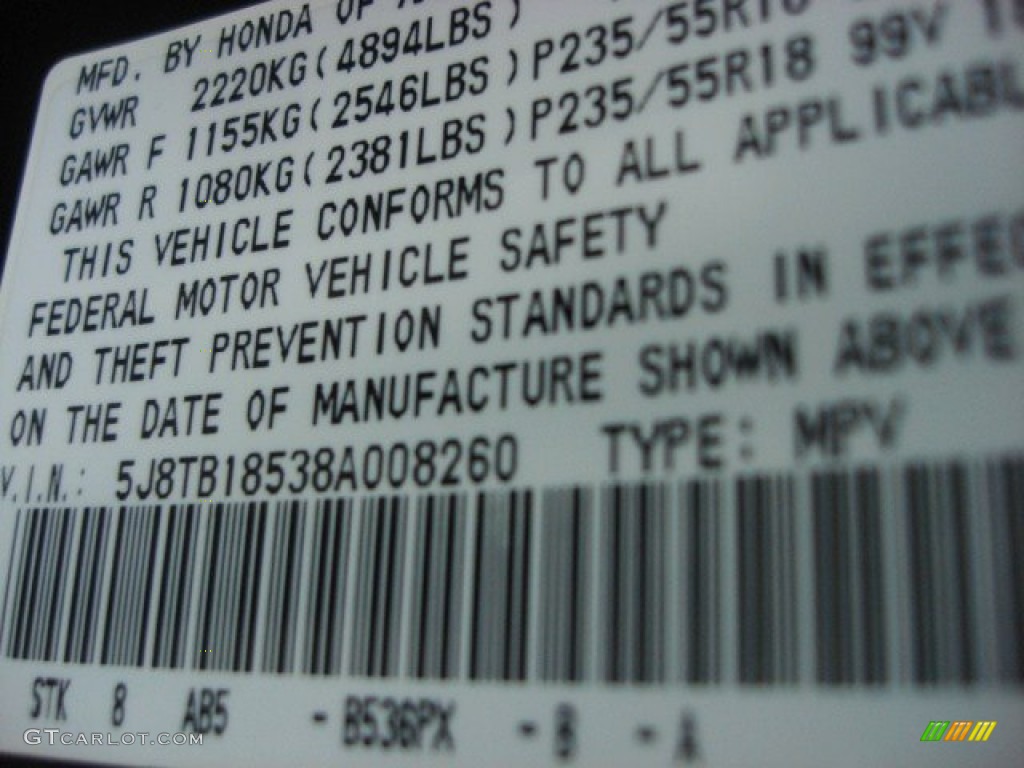 MFD. BY HONDA OF
GVWR 2220KG(4894LBS)
GAWR F 1155KG(2546LBS)P235/55R18
GAWR R 1080KG(2381LBS)P235/55R18 99V
THIS VEHICLE CONFORMS TO ALL APPLICABL
FEDERAL MOTOR VEHICLE SAFETY
AND THEFT PREVENTION STANDARDS IN EFFEC
ON THE DATE OF MANUFACTURE SHOWN ABOVE
V.I.N.: 5J8TB18538A008260 TYPE: MPV
STK 8 AB5 -B536PX -B -A
GTCARLOT.COM